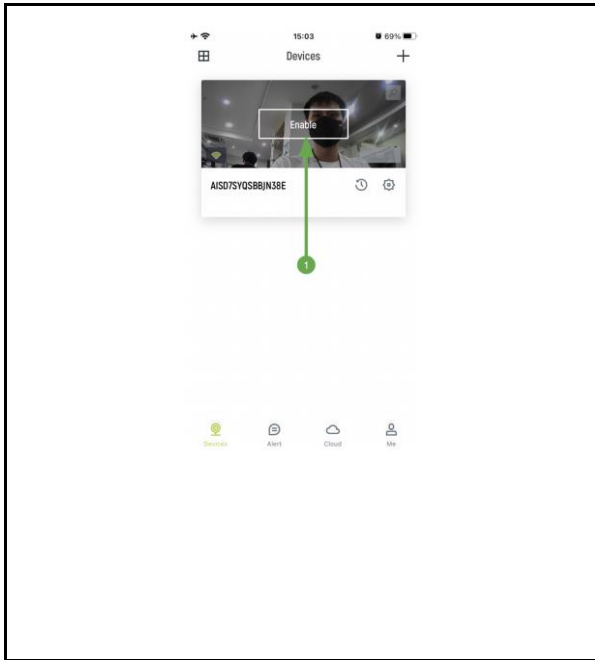 15:03
69%
Devices
Enable
AISD7SYQSBBJN38E
1
Devices
Alert
Cloud
Me